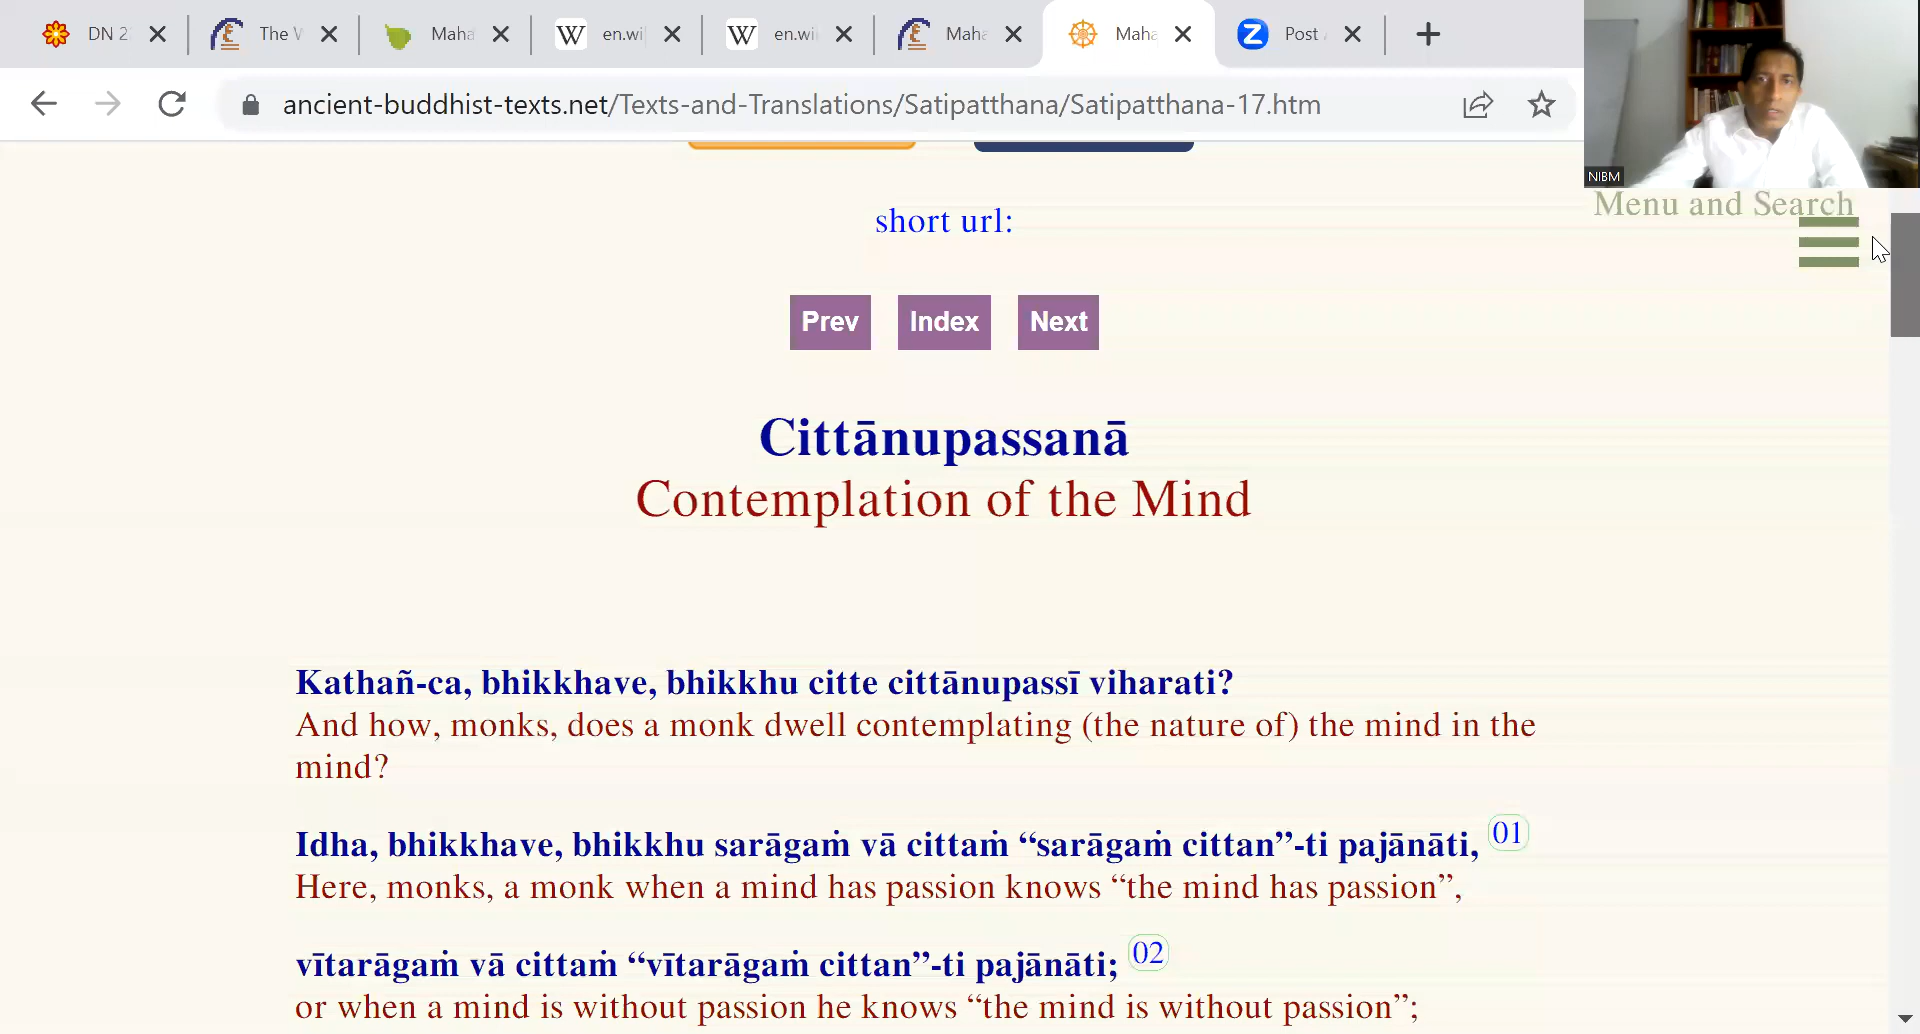 DN 2
The V
Maha
en.wi
en.wi
Maha
Maha
Post
ancient-buddhist-texts.net/Texts-and-Translations/Satipatthana/Satipatthana-17.htm
NIBM
Menu and Search
short url:
Prev Index Next
Cittānupassanā
Contemplation of the Mind
Kathañ-ca, bhikkhave, bhikkhu citte cittānupassī viharati?
And how, monks, does a monk dwell contemplating (the nature of) the mind in the
mind?
Idha, bhikkhave, bhikkhu sarāgaṁ vā cittaṁ “sarāgaṁ cittan”-ti pajānāti, 01
Here, monks, a monk when a mind has passion knows “the mind has passion”,
vītarāgaṁ vā cittaṁ “vītarāgaṁ cittan”-ti pajānāti; 02
or when a mind is without passion he knows “the mind is without passion”;